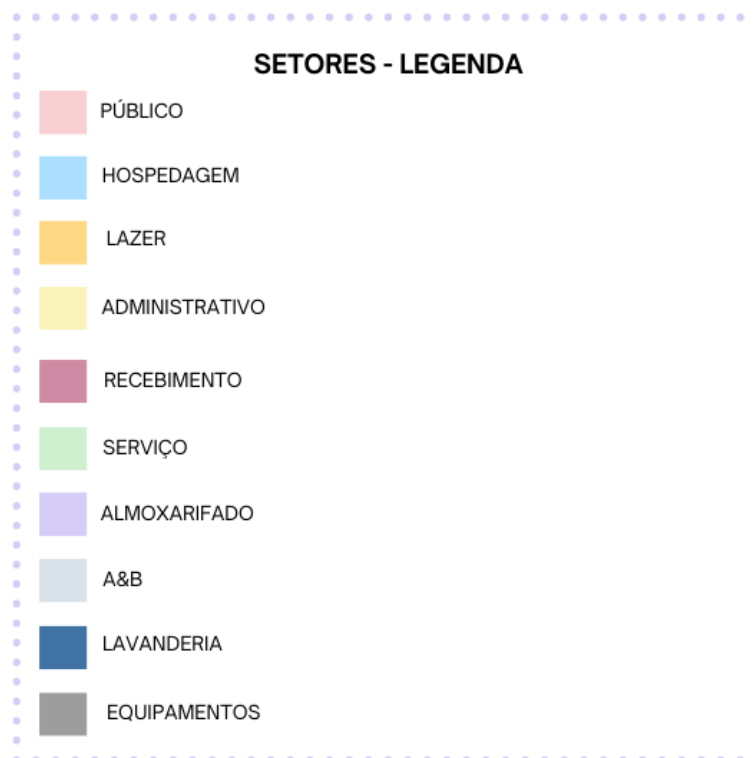 SETORES - LEGENDA
PÚBLICO
HOSPEDAGEM
LAZER
ADMINISTRATIVO
RECEBIMENTO
SERVIÇO
ALMOXARIFADO
A&B
LAVANDERIA
EQUIPAMENTOS